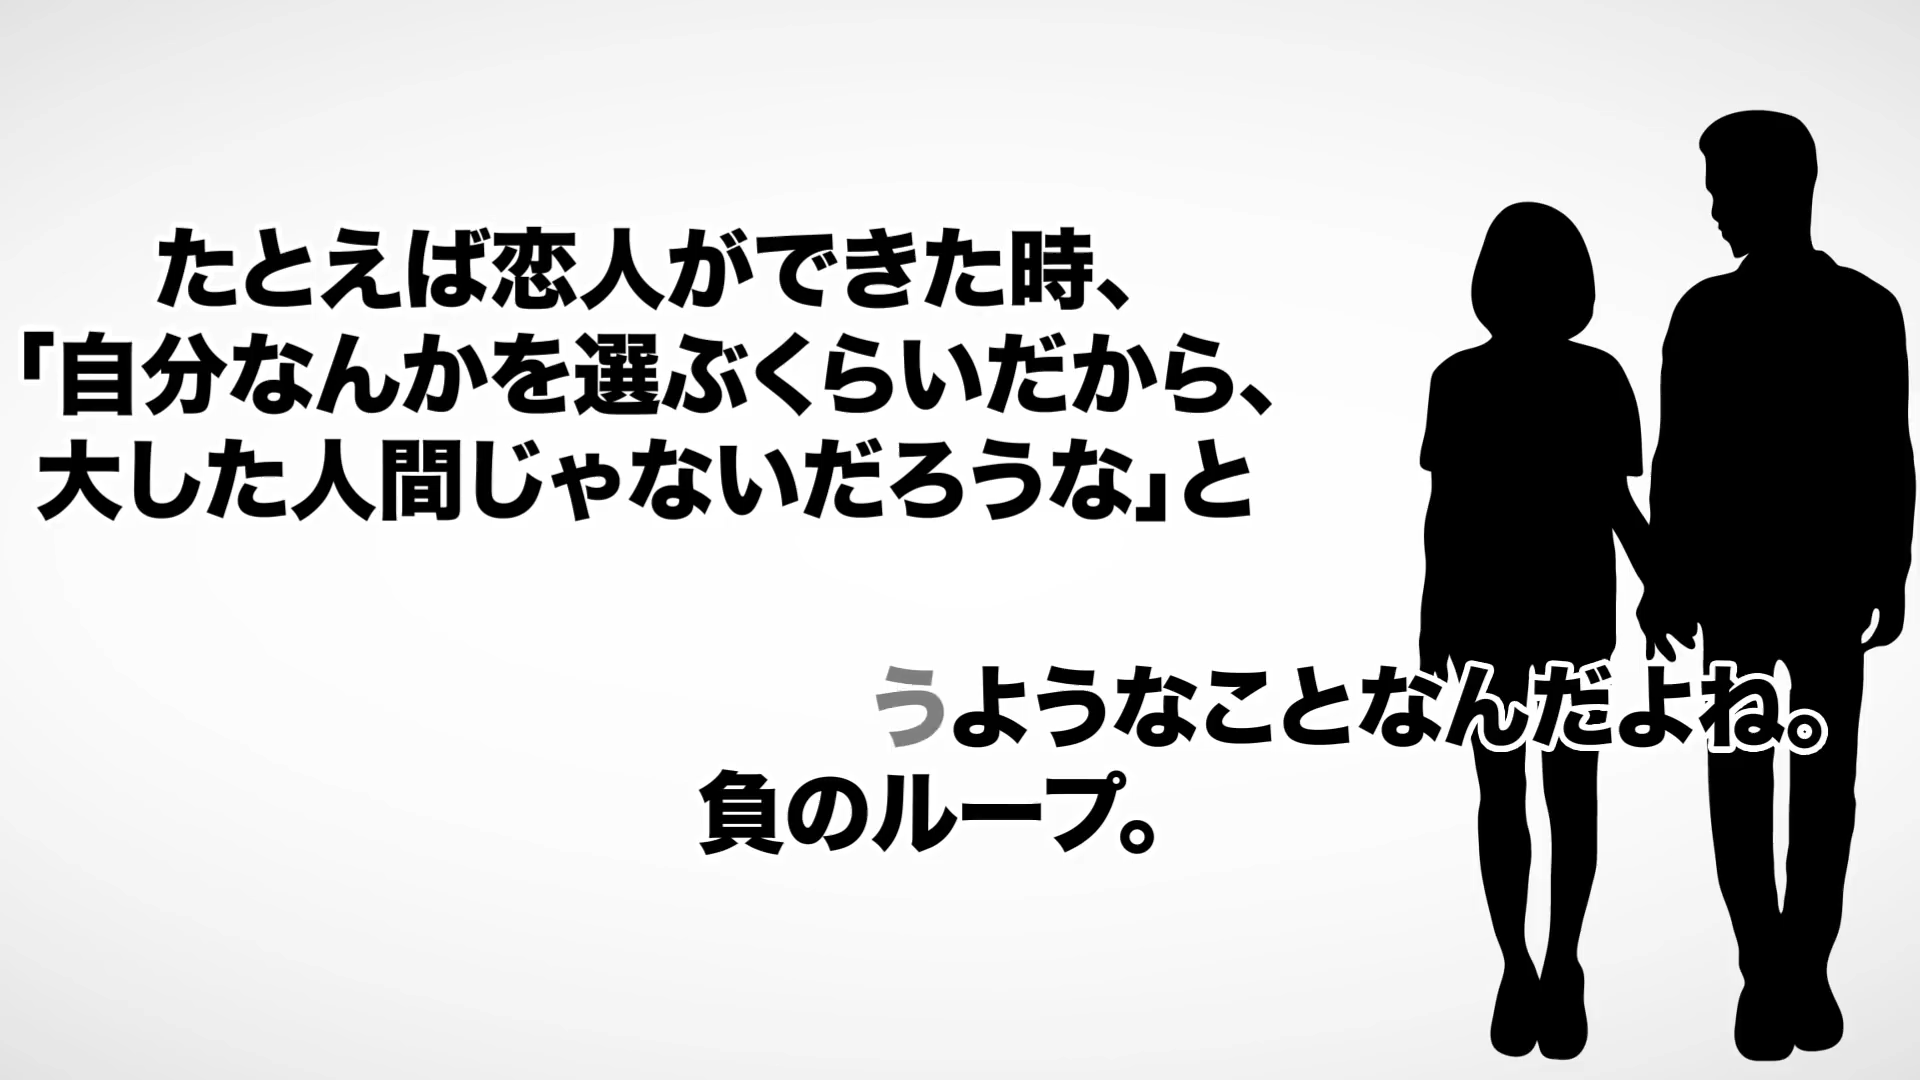 たとえば恋人ができた時、
「自分なんかを選ぶくらいだから、
大した人間じゃないだろうな」と
うようなことなんだよね。
負のループ。